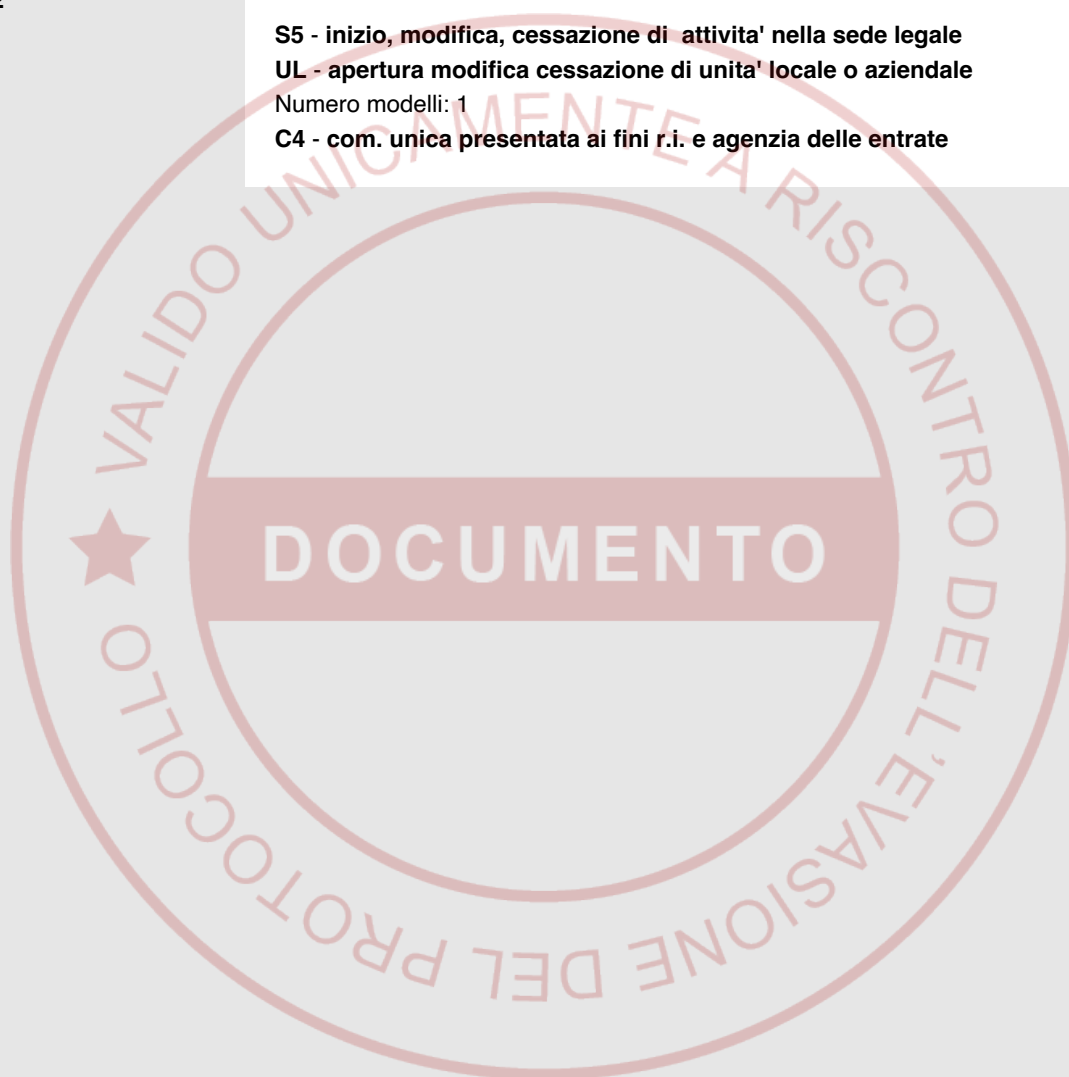 S5 - inizio, modifica, cessazione di attivita' nella sede legale
UL - apertura modifica cessazione di unita' locale o aziendale
Numero modelli: 1
C4 - com. unica presentata ai fini r.i. e agenzia delle entrate
★ VALIDO UNICAMENTE A RISCONTRO DELL'EVASIONE DEL PROTOCOLLO
DOCUMENTO